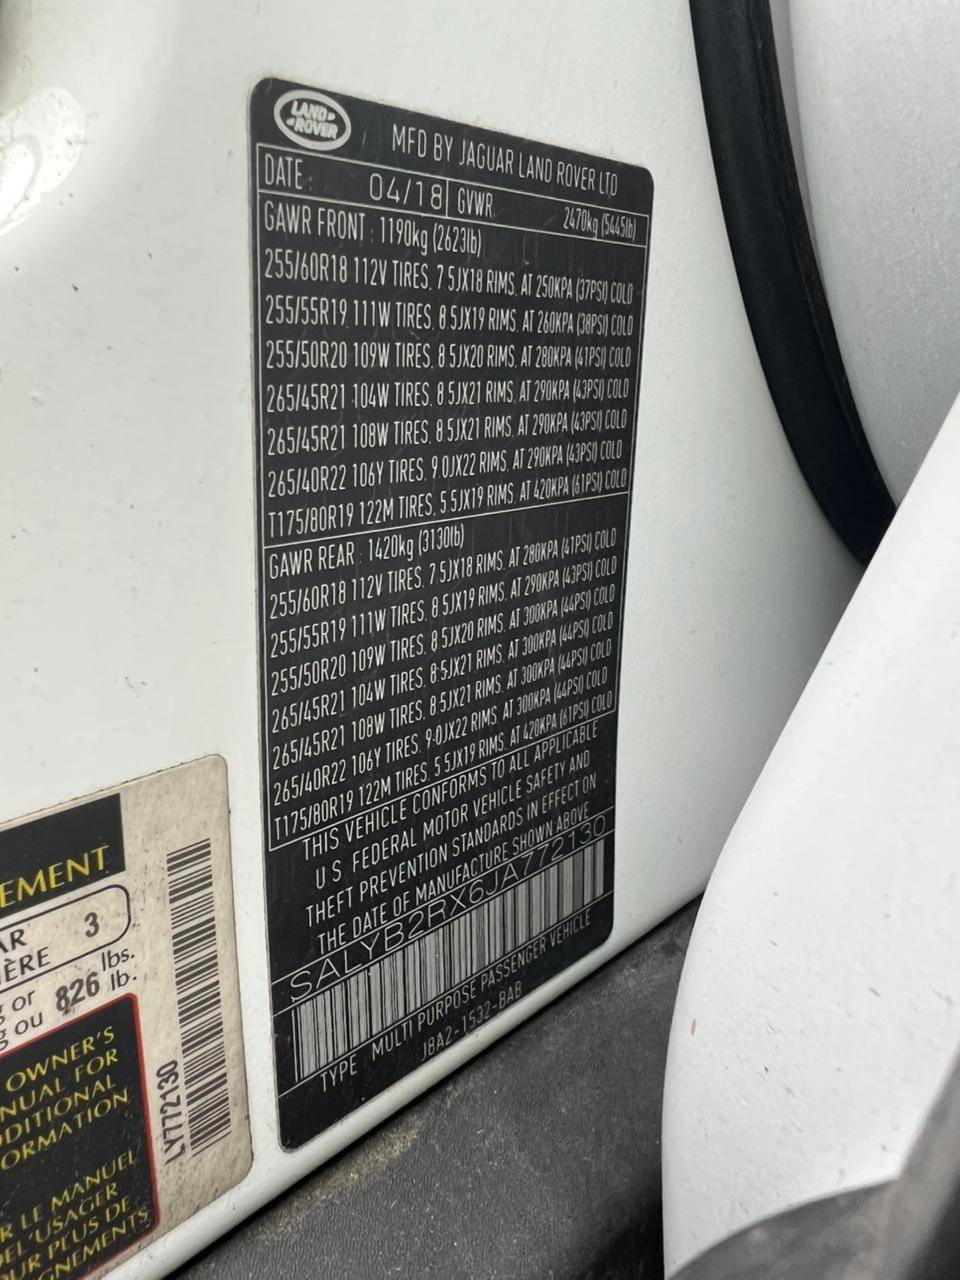 LAND
ROVER
MFD BY JAGUAR LAND ROVER LTD
DATE: 04/18 GVWR 2470kg (5445lb)
GAWR FRONT : 1190kg (2623lb)
255/60R18 112V TIRES, 7.5JX18 RIMS, AT 250KPA (37PSI) COLD
255/55R19 111W TIRES, 8.5JX19 RIMS, AT 260KPA (38PSI) COLD
255/50R20 109W TIRES, 8.5JX20 RIMS, AT 280KPA (41PSI) COLD
265/45R21 104W TIRES, 8.5JX21 RIMS, AT 290KPA (43PSI) COLD
265/45R21 108W TIRES, 8.5JX21 RIMS, AT 290KPA (43PSI) COLD
265/40R22 106Y TIRES, 9.0JX22 RIMS, AT 290KPA (43PSI) COLD
T175/80R19 122M TIRES, 5.5JX19 RIMS, AT 420KPA (61PSI) COLD
GAWR REAR : 1420kg (3130lb)
255/60R18 112V TIRES, 7.5JX18 RIMS, AT 280KPA (41PSI) COLD
255/55R19 111W TIRES, 8.5JX19 RIMS, AT 290KPA (43PSI) COLD
255/50R20 109W TIRES, 8.5JX20 RIMS, AT 300KPA (44PSI) COLD
265/45R21 104W TIRES, 8.5JX21 RIMS, AT 300KPA (44PSI) COLD
265/45R21 108W TIRES, 8.5JX21 RIMS, AT 300KPA (44PSI) COLD
265/40R22 106Y TIRES, 9.0JX22 RIMS, AT 300KPA (44PSI) COLD
T175/80R19 122M TIRES, 5.5JX19 RIMS, AT 420KPA (61PSI) COLD
THIS VEHICLE CONFORMS TO ALL APPLICABLE
U.S. FEDERAL MOTOR VEHICLE SAFETY AND
THEFT PREVENTION STANDARDS IN EFFECT ON
THE DATE OF MANUFACTURE SHOWN ABOVE
SALYB2RX6JA772130
TYPE MULTI PURPOSE PASSENGER VEHICLE
J8A2-1532-BAB
EMENT
AR 3
IÈRE
g or 826 lbs.
g ou lb.
OWNER'S
NUAL FOR
DDITIONAL
ORMATION
R LE MANUEL
DEL'USAGER
UR PLUS DE
GNEMENTS
LY772130